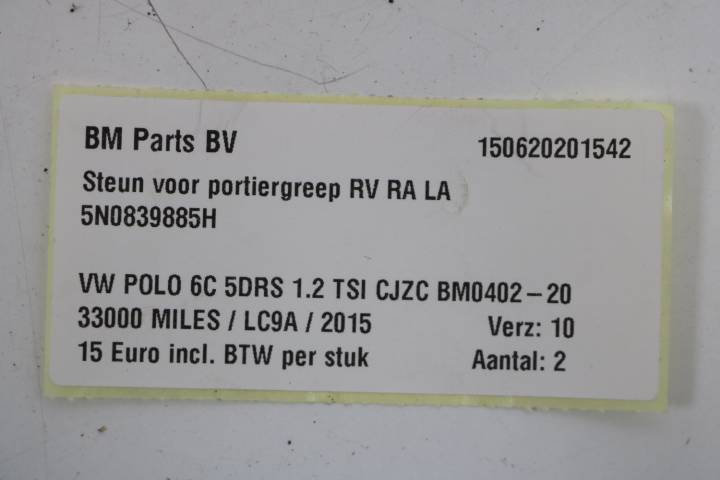 BM Parts BV 150620201542
Steun voor portiergreep RV RA LA
5N0839885H
VW POLO 6C 5DRS 1.2 TSI CJZC BM0402-20
33000 MILES / LC9A / 2015 Verz: 10
15 Euro incl. BTW per stuk Aantal: 2